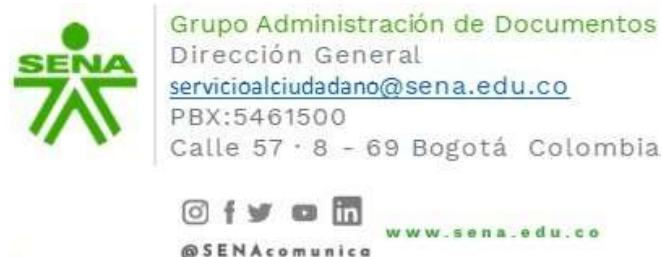 SENA
Grupo Administración de Documentos
Dirección General
servicioalciudadano@sena.edu.co
PBX:5461500
Calle 57 · 8 - 69 Bogotá Colombia
@SENAcomunica
www.sena.edu.co